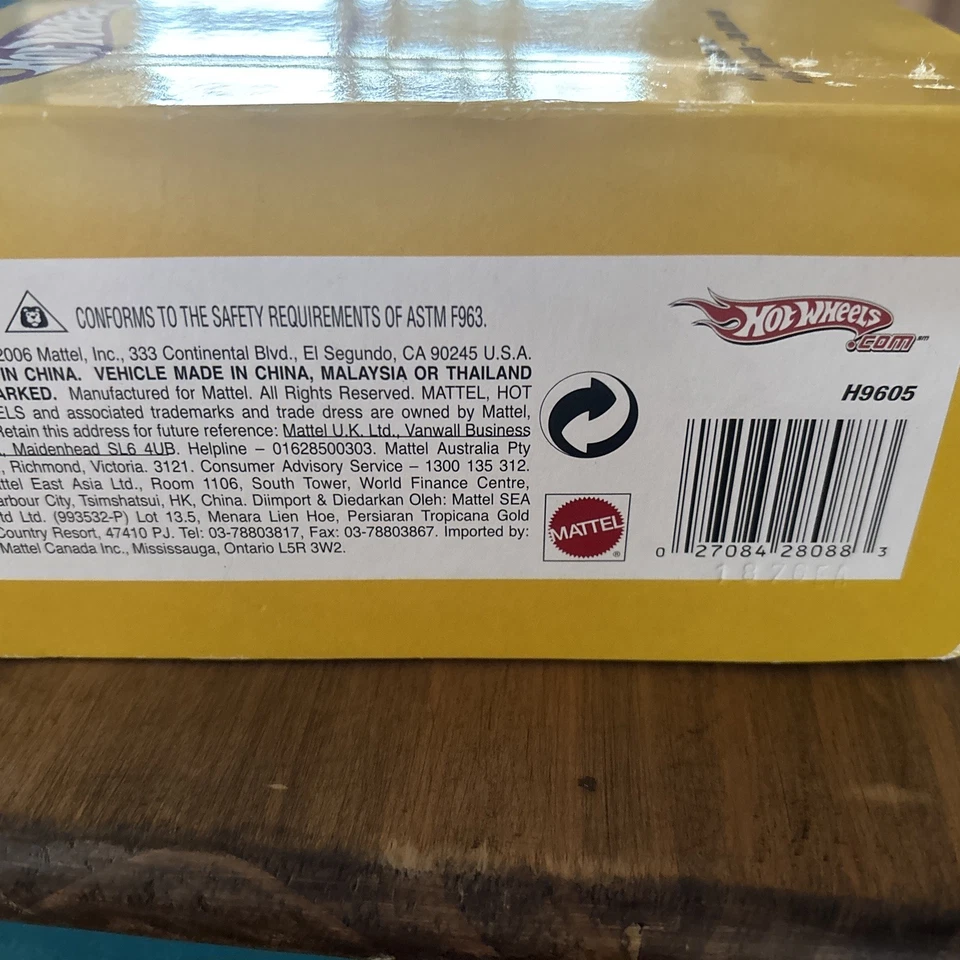 CONFORMS TO THE SAFETY REQUIREMENTS OF ASTM F963.
2006 Mattel, Inc., 333 Continental Blvd., El Segundo, CA 90245 U.S.A.
IN CHINA. VEHICLE MADE IN CHINA, MALAYSIA OR THAILAND
ARKED. Manufactured for Mattel. All Rights Reserved. MATTEL, HOT
ELS and associated trademarks and trade dress are owned by Mattel,
Retain this address for future reference: Mattel U.K. Ltd., Vanwall Business
, Maidenhead SL6 4UB. Helpline – 01628500303. Mattel Australia Pty
, Richmond, Victoria. 3121. Consumer Advisory Service – 1300 135 312.
ttel East Asia Ltd., Room 1106, South Tower, World Finance Centre,
arbour City, Tsimshatsui, HK, China. Diimport & Diedarkan Oleh: Mattel SEA
td Ltd. (993532-P) Lot 13.5, Menara Lien Hoe, Persiaran Tropicana Gold
Country Resort, 47410 PJ. Tel: 03-78803817, Fax: 03-78803867. Imported by:
Mattel Canada Inc., Mississauga, Ontario L5R 3W2.
MATTEL ®
HOT WHEELS
.COM SM
H9605
0 27084 28088 3